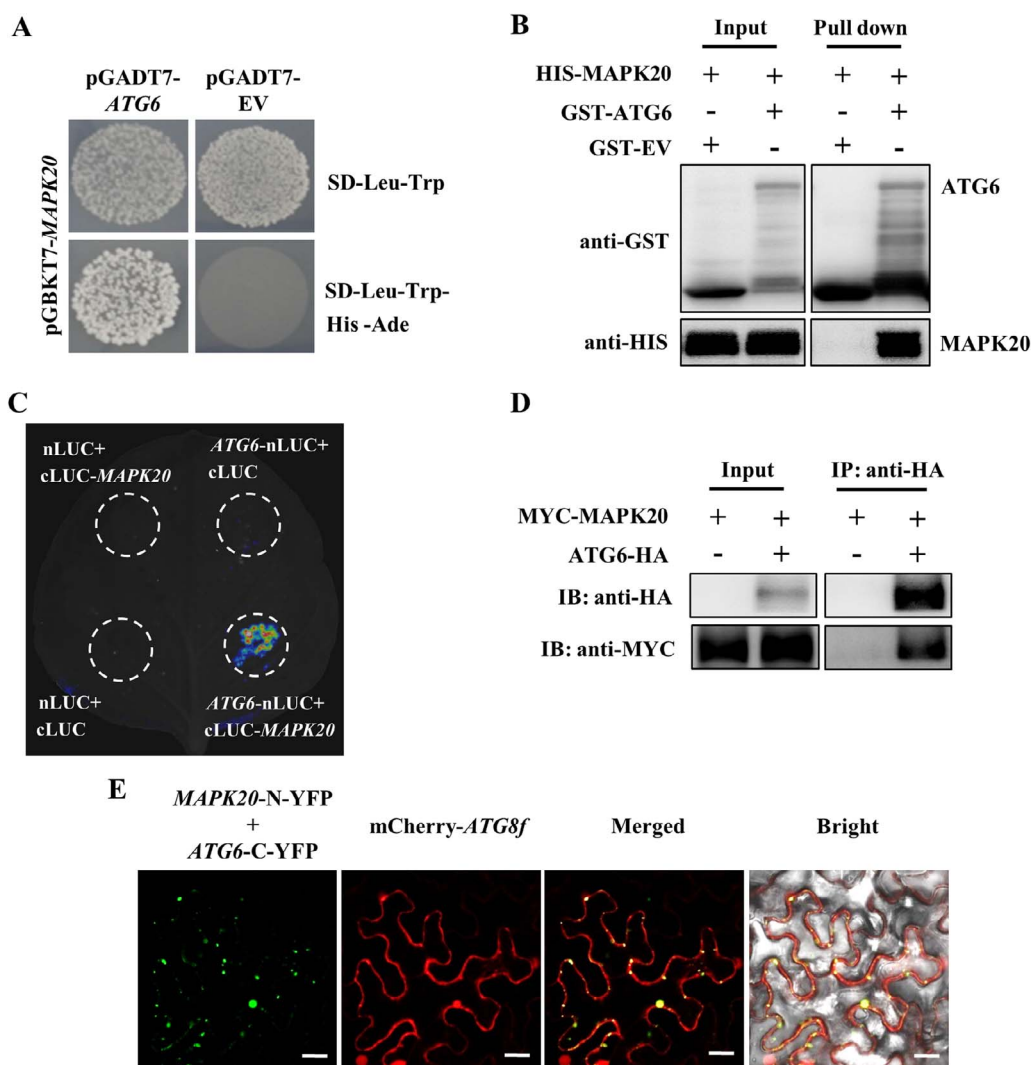 A
pGADT7-
ATG6
pGADT7-
EV
pGBKT7-MAPK20
SD-Leu-Trp
SD-Leu-Trp-
His -Ade
B
Input
Pull down
HIS-MAPK20 + + + +
GST-ATG6 - + - +
GST-EV + - + -
ATG6
anti-GST
anti-HIS
MAPK20
C
nLUC+
cLUC-MAPK20
ATG6-nLUC+
cLUC
nLUC+
cLUC
ATG6-nLUC+
cLUC-MAPK20
D
Input
IP: anti-HA
MYC-MAPK20 + + + +
ATG6-HA - + - +
IB: anti-HA
IB: anti-MYC
E
MAPK20-N-YFP
+
ATG6-C-YFP
mCherry-ATG8f
Merged
Bright